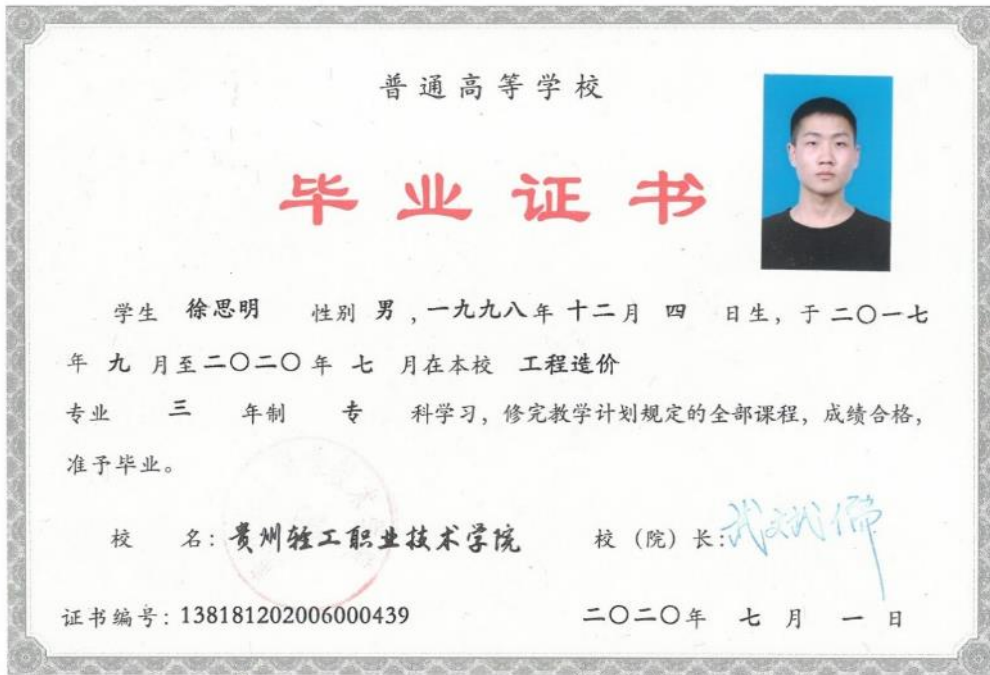 普通高等学校
毕业证书
学生 徐思明 性别 男 ,一九九八年 十二月 四 日生，于二〇一七
年 九 月至二〇二〇年 七 月在本校 工程造价
专业 三 年制 专 科学习，修完教学计划规定的全部课程，成绩合格，
准予毕业。
校 名：贵州轻工职业技术学院 校（院）长：
证书编号：138181202006000439 二〇二〇年 七 月 一 日